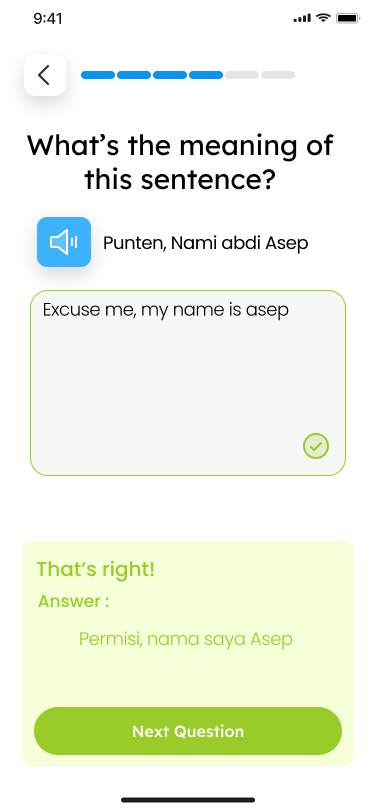 9:41
What’s the meaning of
this sentence?
Punten, Nami abdi Asep
Excuse me, my name is asep
That’s right!
Answer :
Permisi, nama saya Asep
Next Question